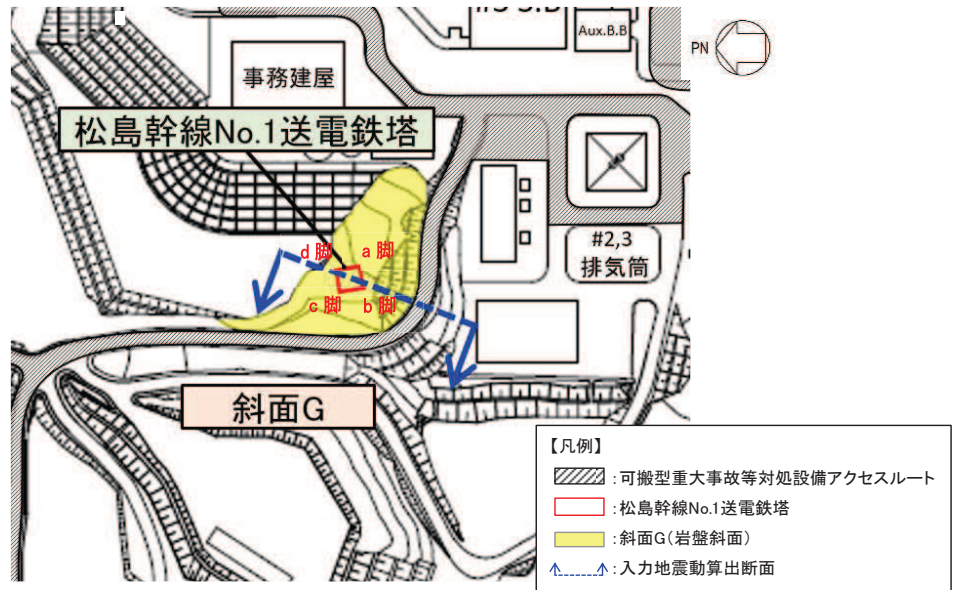 #3 S.B
Aux.B.B
PN
事務建屋
松島幹線No.1送電鉄塔
d 脚
a 脚
c 脚
b 脚
#2,3
排気筒
斜面G
【凡例】
:可搬型重大事故等対処設備アクセスルート
:松島幹線No.1送電鉄塔
:斜面G(岩盤斜面)
:入力地震動算出断面